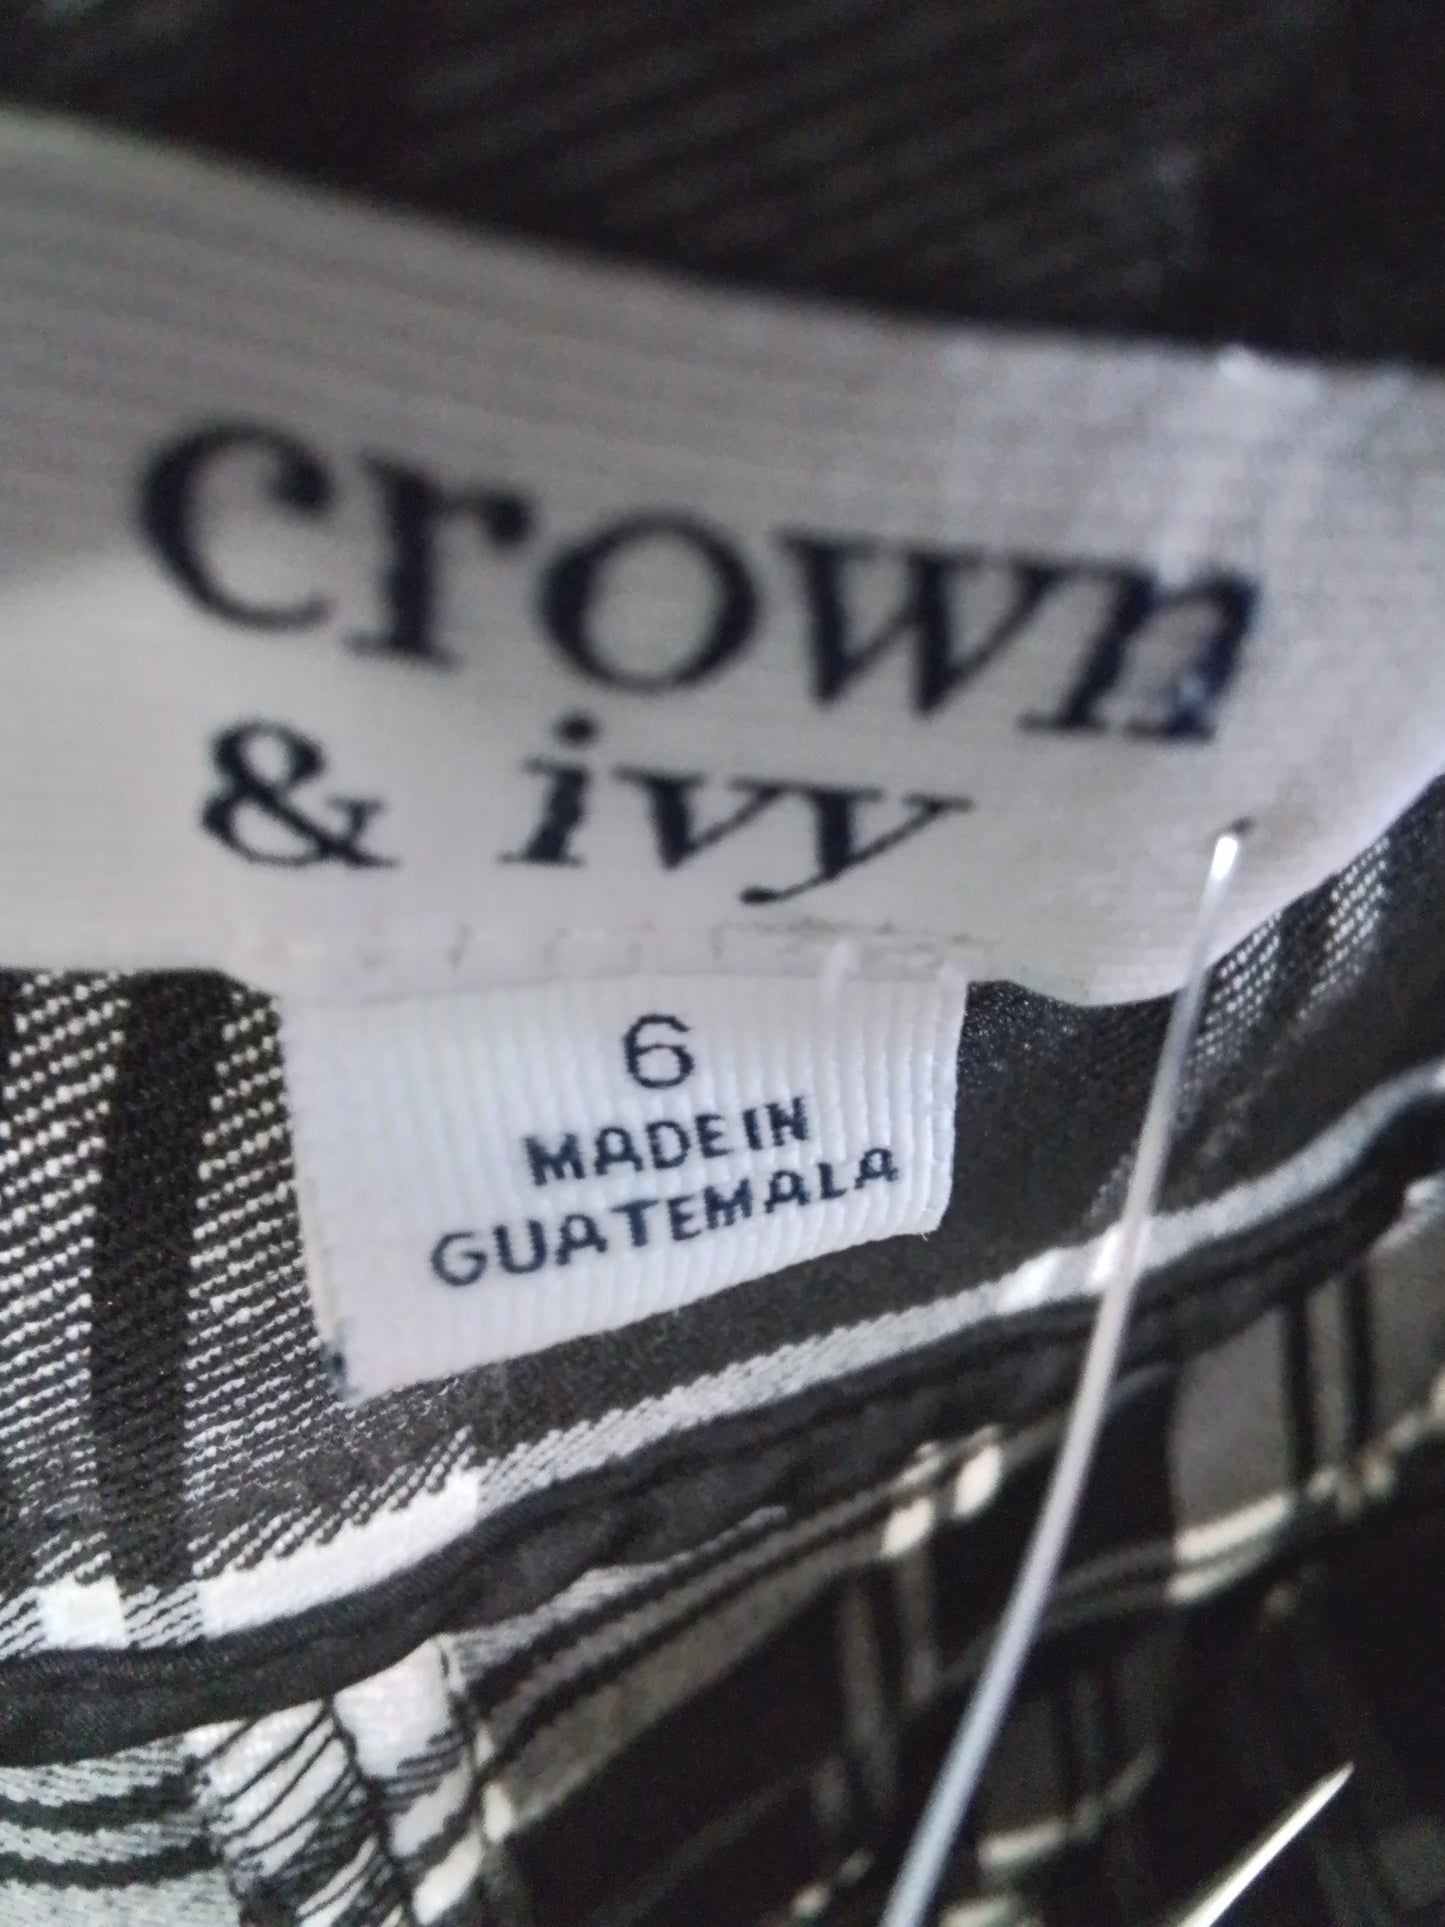 crown
& ivy
6
MADE IN
GUATEMALA